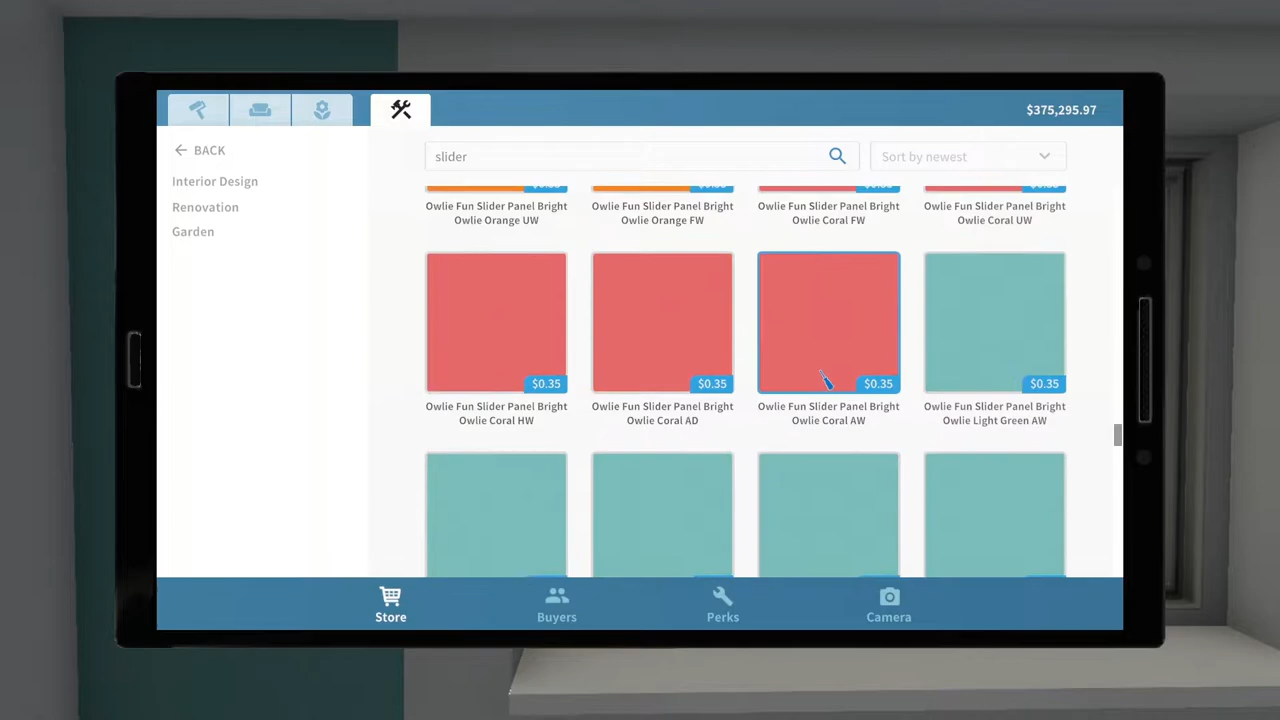 $375,295.97
BACK
slider
Sort by newest
Interior Design
Renovation
Garden
Owlie Fun Slider Panel Bright
Owlie Orange UW
Owlie Fun Slider Panel Bright
Owlie Orange FW
Owlie Fun Slider Panel Bright
Owlie Coral FW
Owlie Fun Slider Panel Bright
Owlie Coral UW
$0.35
$0.35
$0.35
$0.35
Owlie Fun Slider Panel Bright
Owlie Coral HW
Owlie Fun Slider Panel Bright
Owlie Coral AD
Owlie Fun Slider Panel Bright
Owlie Coral AW
Owlie Fun Slider Panel Bright
Owlie Light Green AW
Store
Buyers
Perks
Camera